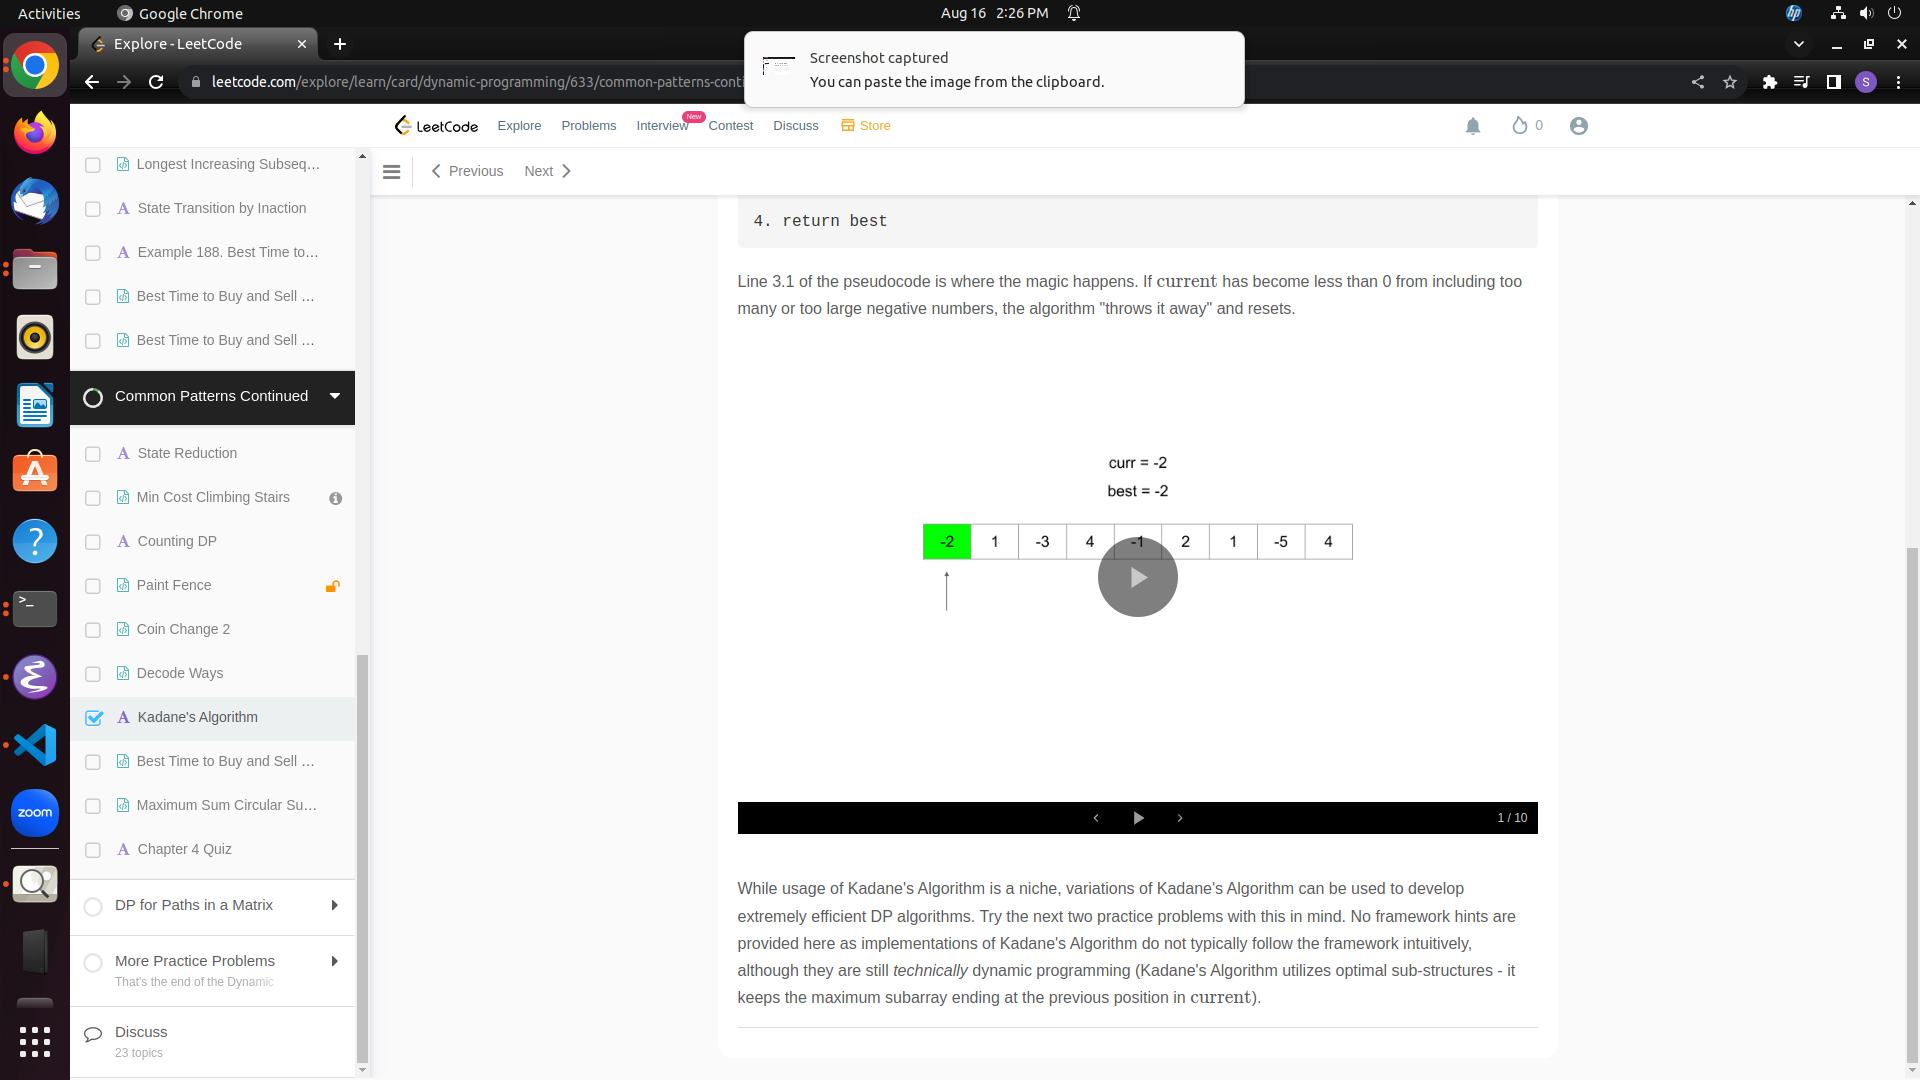 Activities
Google Chrome
Aug 16 2:26 PM
Explore - LeetCode
leetcode.com/explore/learn/card/dynamic-programming/633/common-patterns-conti
Screenshot captured
You can paste the image from the clipboard.
S
hp
LeetCode
Explore
Problems
Interview
New
Contest
Discuss
Store
0
Previous
Next
Longest Increasing Subseq...
A State Transition by Inaction
A Example 188. Best Time to...
Best Time to Buy and Sell ...
Best Time to Buy and Sell ...
Common Patterns Continued
A State Reduction
Min Cost Climbing Stairs
A Counting DP
Paint Fence
Coin Change 2
Decode Ways
A Kadane's Algorithm
Best Time to Buy and Sell ...
Maximum Sum Circular Su...
A Chapter 4 Quiz
DP for Paths in a Matrix
More Practice Problems
That's the end of the Dynamic
Discuss
23 topics
zoom
4. return best
Line 3.1 of the pseudocode is where the magic happens. If current has become less than 0 from including too
many or too large negative numbers, the algorithm "throws it away" and resets.
curr = -2
best = -2
-2 1 -3 4 -1 2 1 -5 4
1 / 10
While usage of Kadane's Algorithm is a niche, variations of Kadane's Algorithm can be used to develop
extremely efficient DP algorithms. Try the next two practice problems with this in mind. No framework hints are
provided here as implementations of Kadane's Algorithm do not typically follow the framework intuitively,
although they are still technically dynamic programming (Kadane's Algorithm utilizes optimal sub-structures - it
keeps the maximum subarray ending at the previous position in current).